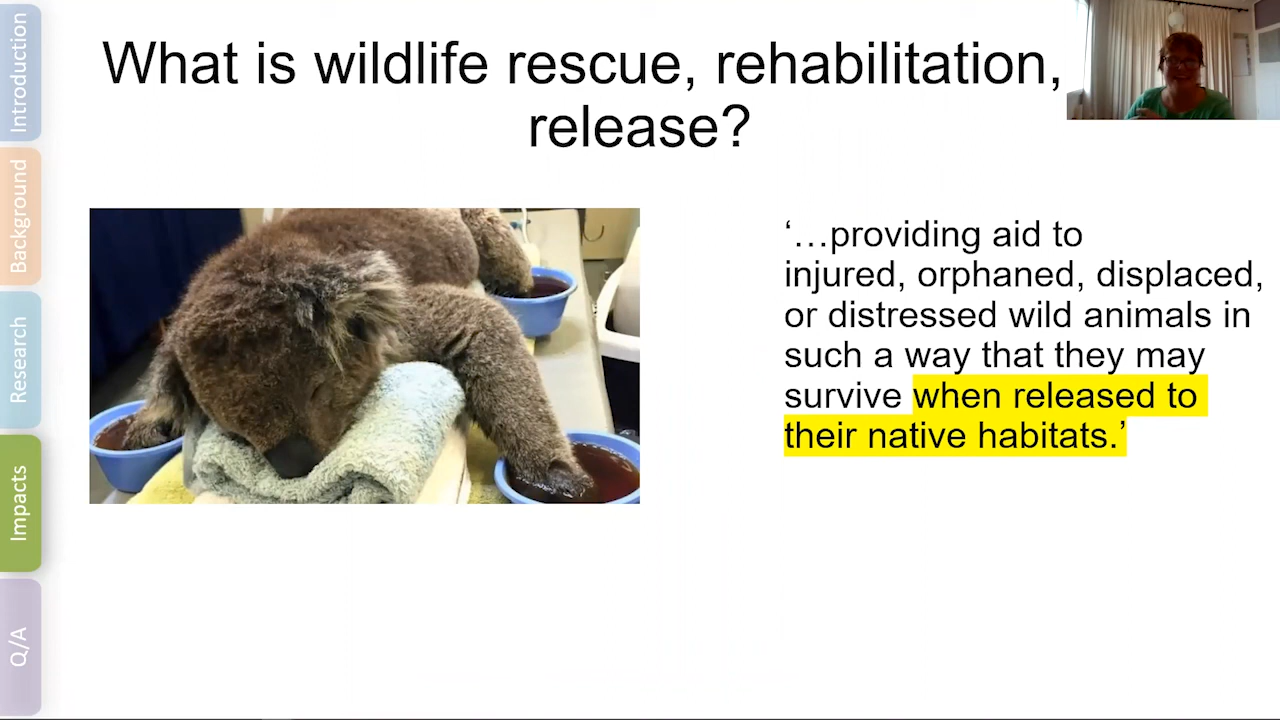 What is wildlife rescue, rehabilitation,
release?
Introduction
Background
Research
Impacts
Q/A
‘…providing aid to
injured, orphaned, displaced,
or distressed wild animals in
such a way that they may
survive when released to
their native habitats.’